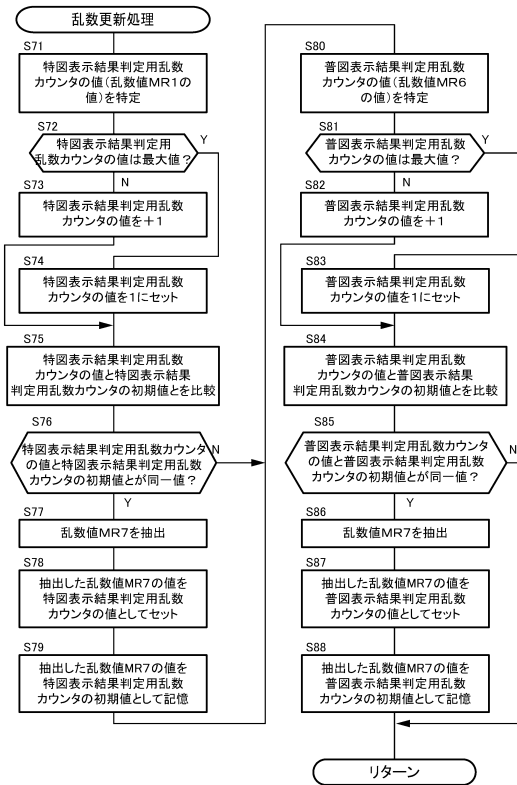 乱数更新処理
S71
特図表示結果判定用乱数
カウンタの値(乱数値MR1の
値)を特定
S72
特図表示結果判定用
乱数カウンタの値は最大値?
Y
N
S73
特図表示結果判定用乱数
カウンタの値を+1
S74
特図表示結果判定用乱数
カウンタの値を1にセット
S75
特図表示結果判定用乱数
カウンタの値と特図表示結果
判定用乱数カウンタの初期値とを比較
S76
特図表示結果判定用乱数カウンタ
の値と特図表示結果判定用乱数
カウンタの初期値とが同一値?
N
Y
S77
乱数値MR7を抽出
S78
抽出した乱数値MR7の値を
特図表示結果判定用乱数
カウンタの値としてセット
S79
抽出した乱数値MR7の値を
特図表示結果判定用乱数
カウンタの初期値として記憶
S80
普図表示結果判定用乱数
カウンタの値(乱数値MR6
の値)を特定
S81
普図表示結果判定用乱数
カウンタの値は最大値?
Y
N
S82
普図表示結果判定用乱数
カウンタの値を+1
S83
普図表示結果判定用乱数
カウンタの値を1にセット
S84
普図表示結果判定用乱数
カウンタの値と普図表示結果
判定用乱数カウンタの初期値とを比較
S85
普図表示結果判定用乱数カウンタ
の値と普図表示結果判定用乱数
カウンタの初期値とが同一値?
N
Y
S86
乱数値MR7を抽出
S87
抽出した乱数値MR7の値を
普図表示結果判定用乱数
カウンタの値としてセット
S88
抽出した乱数値MR7の値を
普図表示結果判定用乱数
カウンタの初期値として記憶
リターン